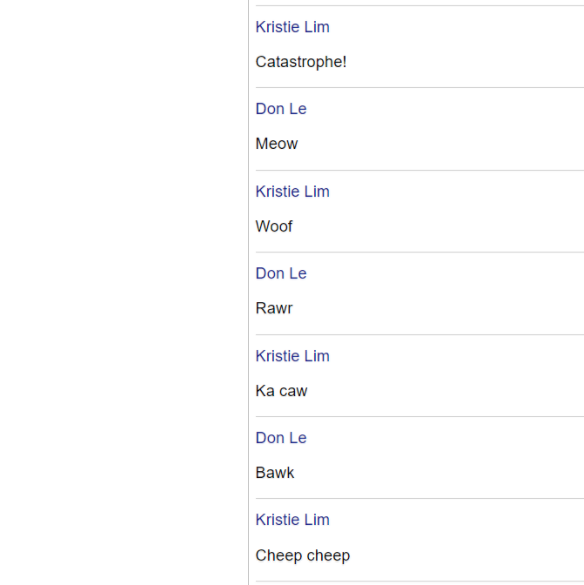 Kristie Lim
Catastrophe!
Don Le
Meow
Kristie Lim
Woof
Don Le
Rawr
Kristie Lim
Ka caw
Don Le
Bawk
Kristie Lim
Cheep cheep